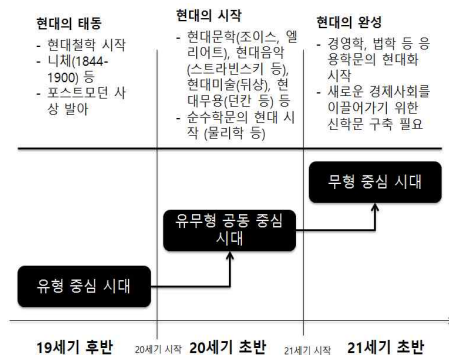 현대의 태동
- 현대철학 시작
- 니체(1844-
1900) 등
- 포스트모던 사
상 발아
현대의 시작
- 현대문학(조이스, 엘
리어트), 현대음악
(스트라빈스키 등),
현대미술(뒤샹), 현
대무용(던칸 등) 등
- 순수학문의 현대 시
작 (물리학 등)
현대의 완성
- 경영학, 법학 등 응
용학문의 현대화
시작
- 새로운 경제사회를
이끌어가기 위한
신학문 구축 필요
무형 중심 시대
유무형 공동 중심
시대
유형 중심 시대
19세기 후반
20세기 시작
20세기 초반
21세기 시작
21세기 초반